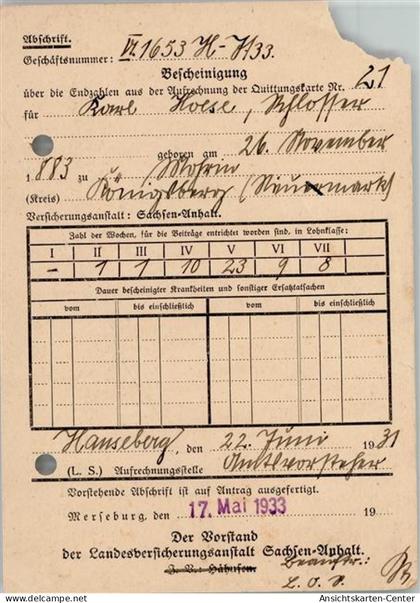 Abschrift.
Geschäftsnummer: VI. 1653 H-7/33.
Bescheinigung
über die Endzahlen aus der Aufrechnung der Quittungskarte Nr. 21
für Karl Hoese, Schlosser
geboren am 26. November
1883 zu Mohrin
(Kreis) Königsberg (Neumark)
Versicherungsanstalt: Sachsen-Anhalt.
Zahl der Wochen, für die Beiträge entrichtet worden sind, in Lohnklasse:
I II III IV V VI VII
- 1 1 10 23 9 8
Dauer bescheinigter Krankheiten und sonstiger Ersatztatsachen
vom bis einschließlich vom bis einschließlich
Hanseberg, den 22. Juni 1931
(L. S.) Aufrechnungsstelle Amtsvorsteher
Vorstehende Abschrift ist auf Antrag ausgefertigt.
Merseburg, den 17. Mai 1933 19
Der Vorstand
der Landesversicherungsanstalt Sachsen-Anhalt.
Beauftr.:
Ansichtskarten-Center